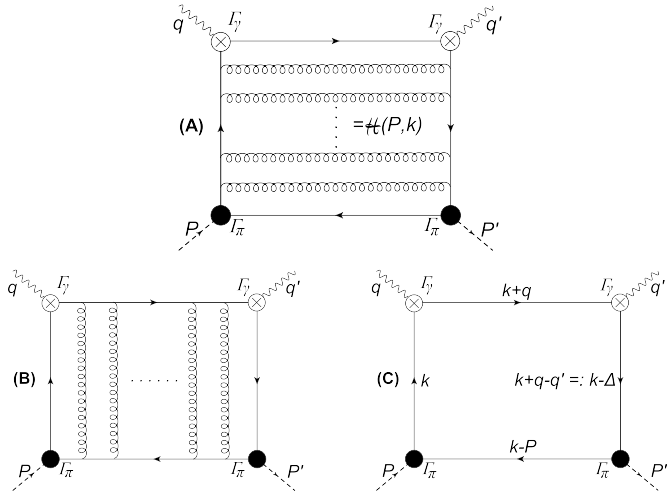 q Γγ Γγ q'
(A) =ℋ(P,k)
P Γπ Γπ P'
q Γγ Γγ q' q Γγ k+q Γγ q'
(B) ...... (C) k k+q-q' =: k-Δ
P Γπ Γπ P' P Γπ k-P Γπ P'